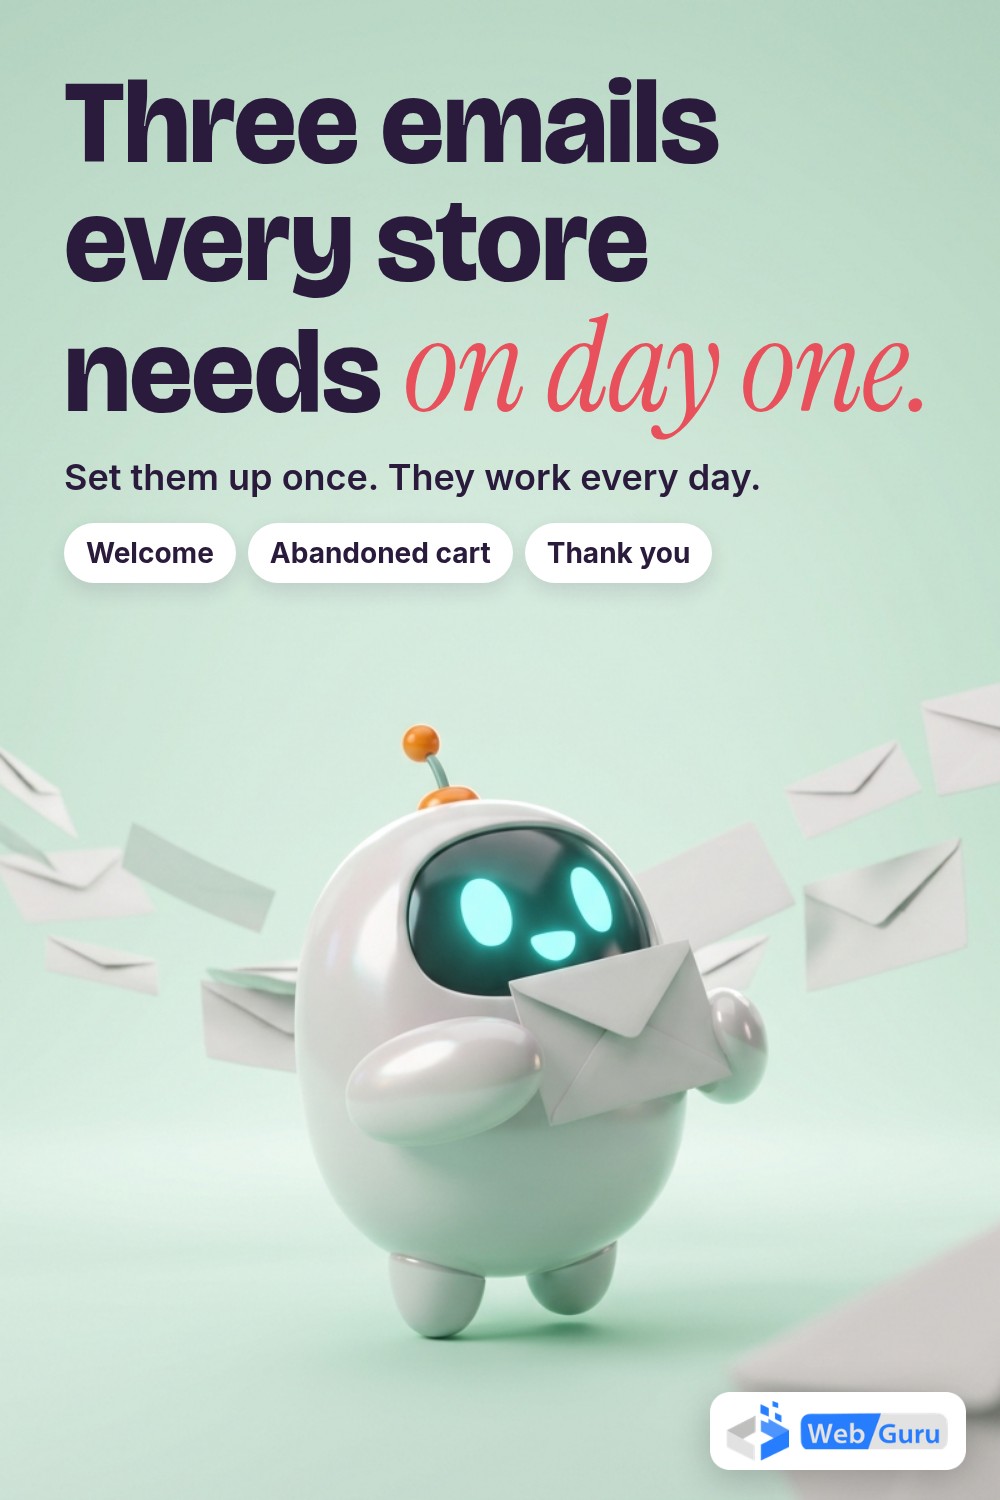 Three emails
every store
needs on day one.
Set them up once. They work every day.
Welcome Abandoned cart Thank you
Web Guru